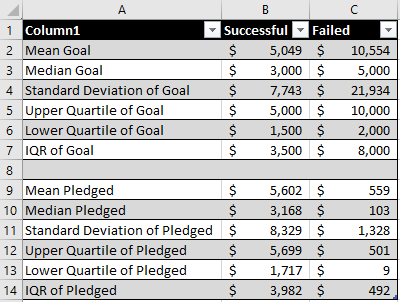 A B C
1 Column1 Successful Failed
2 Mean Goal $ 5,049 $ 10,554
3 Median Goal $ 3,000 $ 5,000
4 Standard Deviation of Goal $ 7,743 $ 21,934
5 Upper Quartile of Goal $ 5,000 $ 10,000
6 Lower Quartile of Goal $ 1,500 $ 2,000
7 IQR of Goal $ 3,500 $ 8,000
8
9 Mean Pledged $ 5,602 $ 559
10 Median Pledged $ 3,168 $ 103
11 Standard Deviation of Pledged $ 8,329 $ 1,328
12 Upper Quartile of Pledged $ 5,699 $ 501
13 Lower Quartile of Pledged $ 1,717 $ 9
14 IQR of Pledged $ 3,982 $ 492